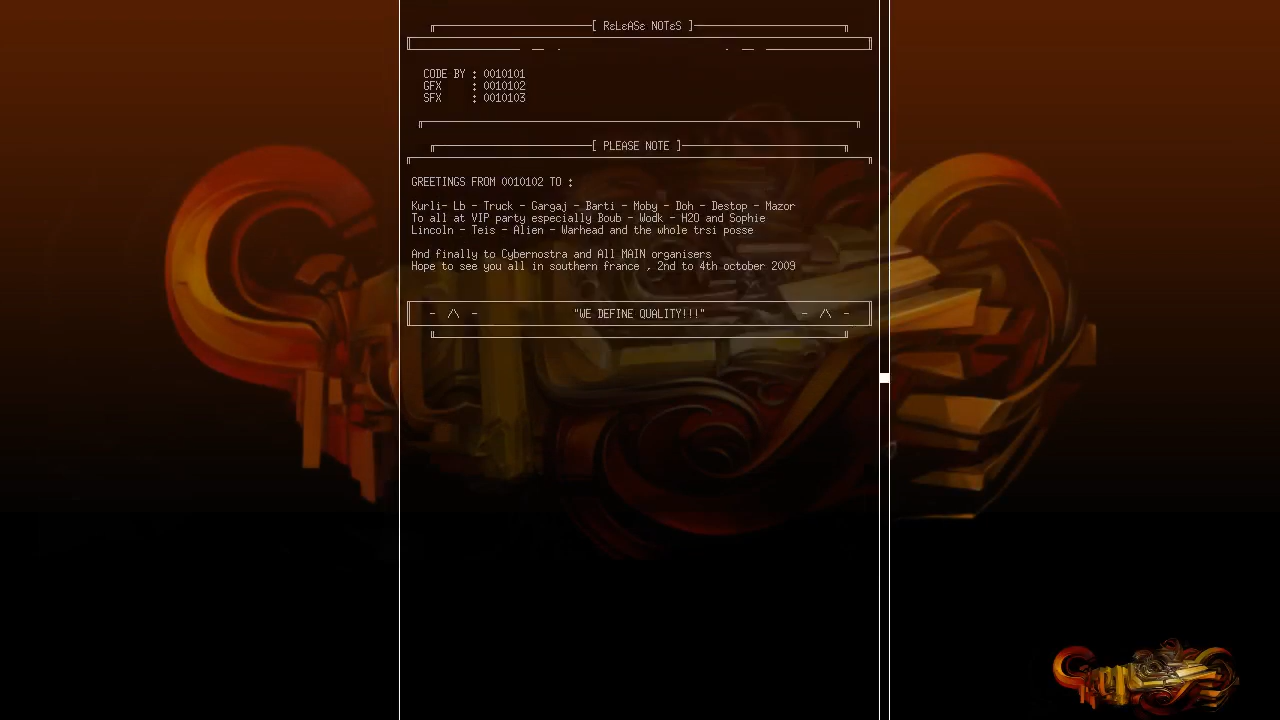 [ RεLεASε NOTεS ]
CODE BY : 0010101
GFX : 0010102
SFX : 0010103
[ PLEASE NOTE ]
GREETINGS FROM 0010102 TO :
Kurli- Lb - Truck - Gargaj - Barti - Moby - Doh - Destop - Mazor
To all at VIP party especially Boub - Wodk - H2O and Sophie
Lincoln - Teis - Alien - Warhead and the whole trsi posse
And finally to Cybernostra and All MAIN organisers
Hope to see you all in southern france , 2nd to 4th october 2009
- /\ - "WE DEFINE QUALITY!!!" - /\ -